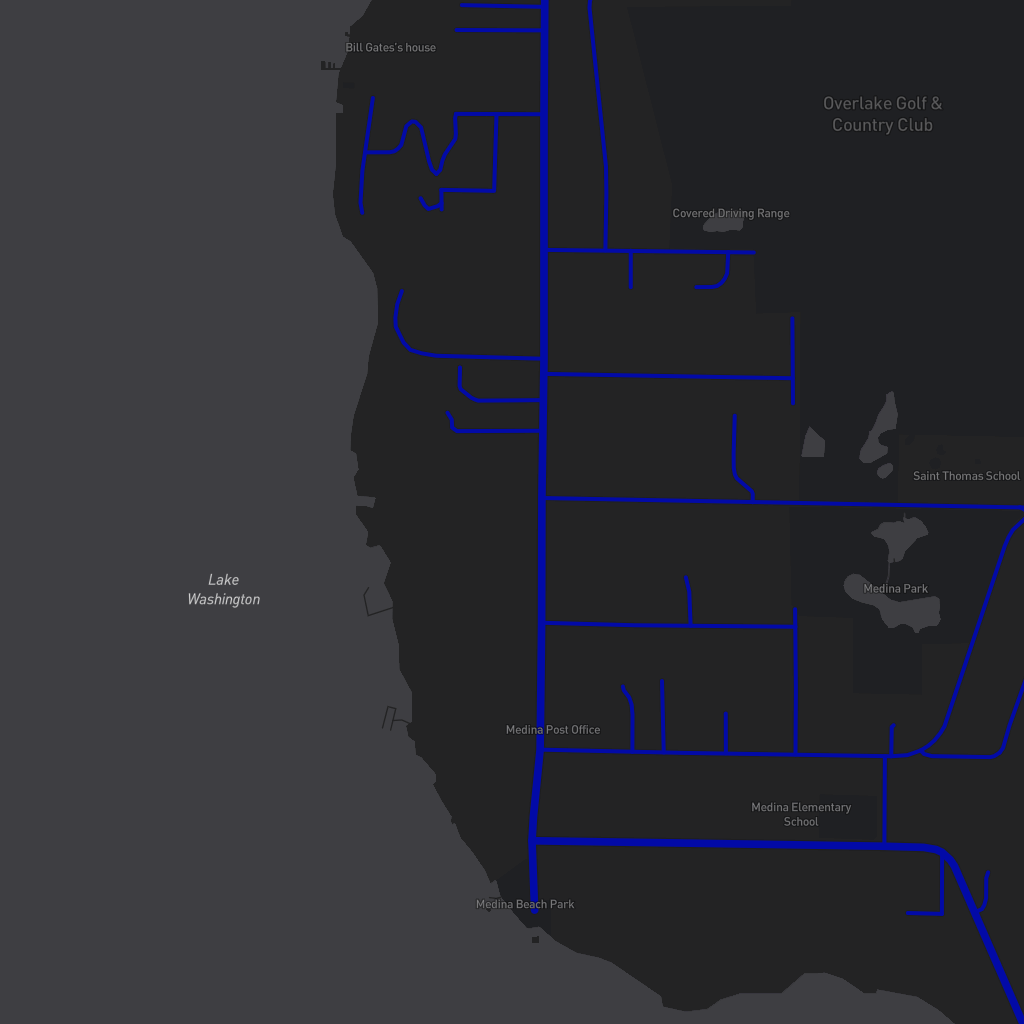 Bill Gates's house
Overlake Golf &
Country Club
Covered Driving Range
Saint Thomas School
Lake
Washington
Medina Park
Medina Post Office
Medina Elementary
School
Medina Beach Park